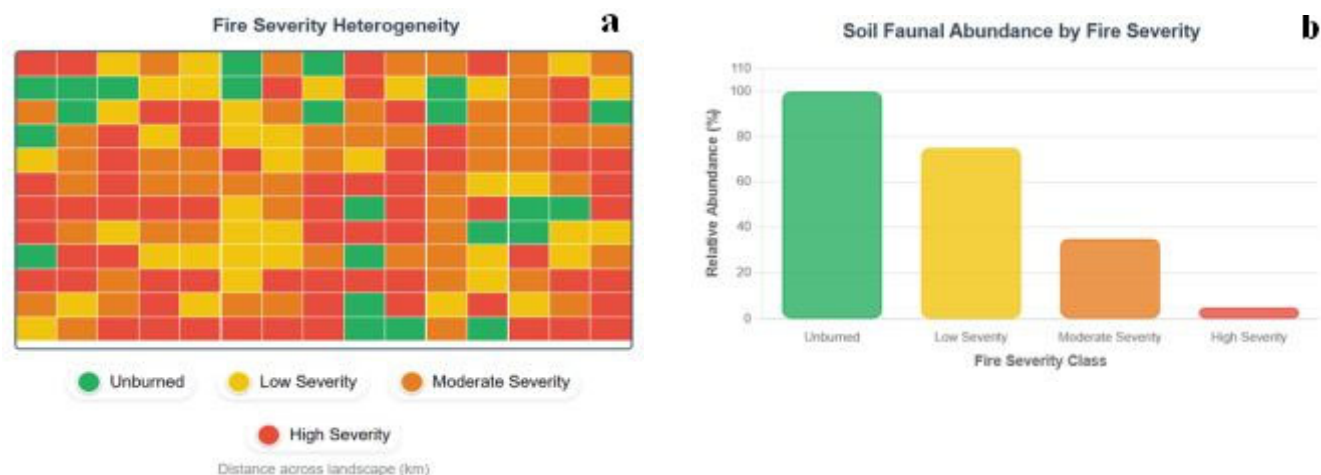 Fire Severity Heterogeneity
a
Unburned
Low Severity
Moderate Severity
High Severity
Distance across landscape (km)
Soil Faunal Abundance by Fire Severity
b
Relative Abundance (%)
110
100
80
60
40
20
0
Unburned
Low Severity
Moderate Severity
High Severity
Fire Severity Class